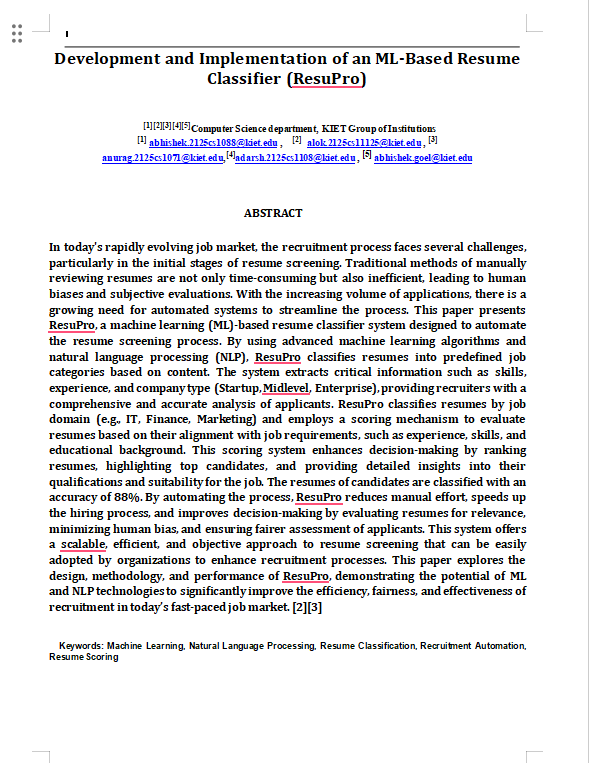 Development and Implementation of an ML-Based Resume
Classifier (ResuPro)
[1][2][3][4][5]Computer Science department, KIET Group of Institutions
[1] abhishek.2125cs1088@kiet.edu , [2] alok.2125cs11125@kiet.edu , [3]
anurag.2125cs1071@kiet.edu,[4]adarsh.2125cs1108@kiet.edu , [5] abhishek.goel@kiet.edu
ABSTRACT
In today's rapidly evolving job market, the recruitment process faces several challenges,
particularly in the initial stages of resume screening. Traditional methods of manually
reviewing resumes are not only time-consuming but also inefficient, leading to human
biases and subjective evaluations. With the increasing volume of applications, there is a
growing need for automated systems to streamline the process. This paper presents
ResuPro, a machine learning (ML)-based resume classifier system designed to automate
the resume screening process. By using advanced machine learning algorithms and
natural language processing (NLP), ResuPro classifies resumes into predefined job
categories based on content. The system extracts critical information such as skills,
experience, and company type (Startup,Midlevel, Enterprise), providing recruiters with a
comprehensive and accurate analysis of applicants. ResuPro classifies resumes by job
domain (e.g., IT, Finance, Marketing) and employs a scoring mechanism to evaluate
resumes based on their alignment with job requirements, such as experience, skills, and
educational background. This scoring system enhances decision-making by ranking
resumes, highlighting top candidates, and providing detailed insights into their
qualifications and suitability for the job. The resumes of candidates are classified with an
accuracy of 88%. By automating the process, ResuPro reduces manual effort, speeds up
the hiring process, and improves decision-making by evaluating resumes for relevance,
minimizing human bias, and ensuring fairer assessment of applicants. This system offers
a scalable, efficient, and objective approach to resume screening that can be easily
adopted by organizations to enhance recruitment processes. This paper explores the
design, methodology, and performance of ResuPro, demonstrating the potential of ML
and NLP technologies to significantly improve the efficiency, fairness, and effectiveness of
recruitment in today's fast-paced job market. [2][3]
Keywords: Machine Learning, Natural Language Processing, Resume Classification, Recruitment Automation,
Resume Scoring